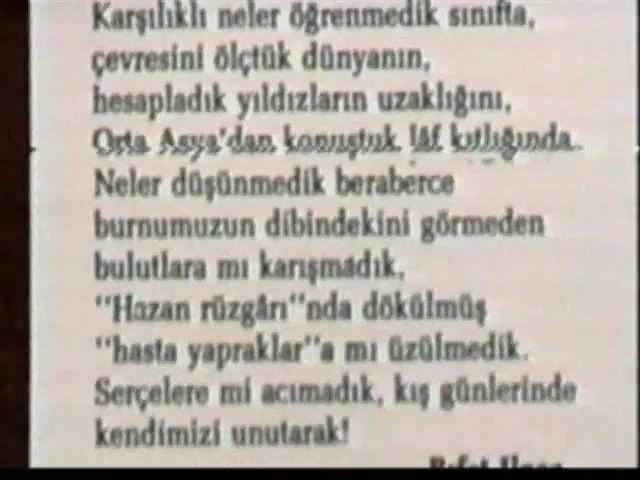 Karşılıklı neler öğrenmedik sınıfta,
çevresini ölçtük dünyanın,
hesapladık yıldızların uzaklığını,
Orta Asya'dan konuştuk lâf kıtlığında.
Neler düşünmedik beraberce
burnumuzun dibindekini görmeden
bulutlara mı karışmadık,
"Hazan rüzgârı"nda dökülmüş
"hasta yapraklar"a mı üzülmedik.
Serçelere mi acımadık, kış günlerinde
kendimizi unutarak!